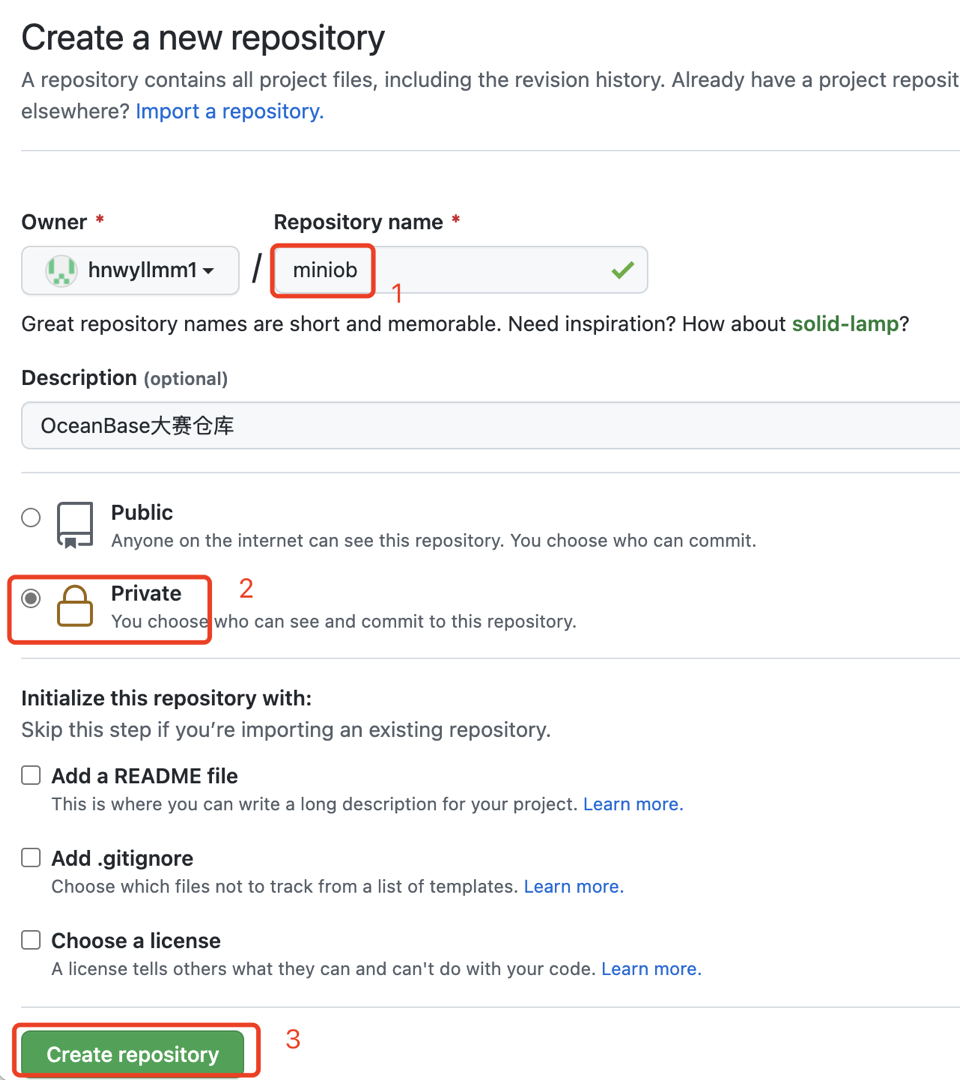 Create a new repository
A repository contains all project files, including the revision history. Already have a project reposit
elsewhere? Import a repository.
Owner *
Repository name *
hnwyllmm1
/
miniob
1
Great repository names are short and memorable. Need inspiration? How about solid-lamp?
Description (optional)
OceanBase大赛仓库
Public
Anyone on the internet can see this repository. You choose who can commit.
Private
2
You choose who can see and commit to this repository.
Initialize this repository with:
Skip this step if you’re importing an existing repository.
Add a README file
This is where you can write a long description for your project. Learn more.
Add .gitignore
Choose which files not to track from a list of templates. Learn more.
Choose a license
A license tells others what they can and can't do with your code. Learn more.
Create repository
3